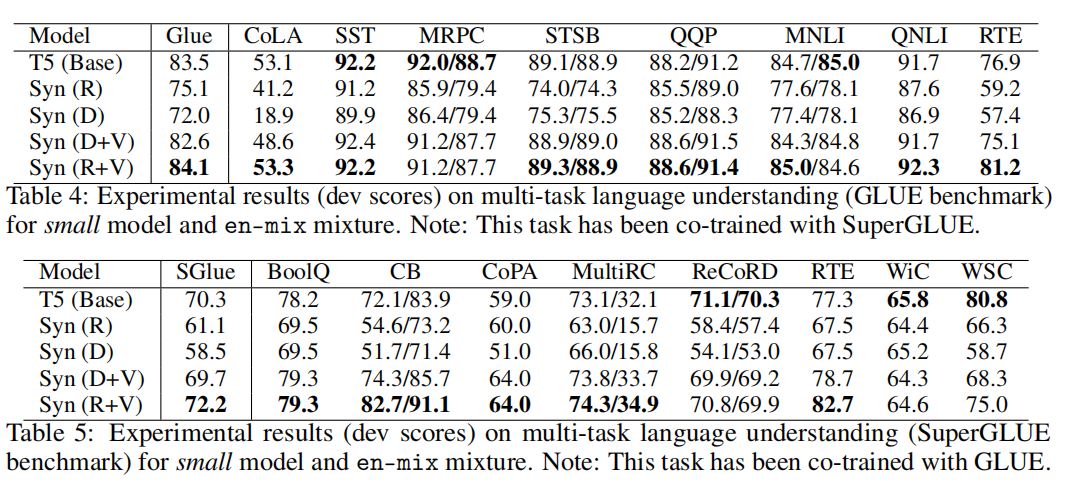 Model Glue CoLA SST MRPC STSB QQP MNLI QNLI RTE
T5 (Base) 83.5 53.1 92.2 92.0/88.7 89.1/88.9 88.2/91.2 84.7/85.0 91.7 76.9
Syn (R) 75.1 41.2 91.2 85.9/79.4 74.0/74.3 85.5/89.0 77.6/78.1 87.6 59.2
Syn (D) 72.0 18.9 89.9 86.4/79.4 75.3/75.5 85.2/88.3 77.4/78.1 86.9 57.4
Syn (D+V) 82.6 48.6 92.4 91.2/87.7 88.9/89.0 88.6/91.5 84.3/84.8 91.7 75.1
Syn (R+V) 84.1 53.3 92.2 91.2/87.7 89.3/88.9 88.6/91.4 85.0/84.6 92.3 81.2
Table 4: Experimental results (dev scores) on multi-task language understanding (GLUE benchmark)
for small model and en-mix mixture. Note: This task has been co-trained with SuperGLUE.
Model SGlue BoolQ CB CoPA MultiRC ReCoRD RTE WiC WSC
T5 (Base) 70.3 78.2 72.1/83.9 59.0 73.1/32.1 71.1/70.3 77.3 65.8 80.8
Syn (R) 61.1 69.5 54.6/73.2 60.0 63.0/15.7 58.4/57.4 67.5 64.4 66.3
Syn (D) 58.5 69.5 51.7/71.4 51.0 66.0/15.8 54.1/53.0 67.5 65.2 58.7
Syn (D+V) 69.7 79.3 74.3/85.7 64.0 73.8/33.7 69.9/69.2 78.7 64.3 68.3
Syn (R+V) 72.2 79.3 82.7/91.1 64.0 74.3/34.9 70.8/69.9 82.7 64.6 75.0
Table 5: Experimental results (dev scores) on multi-task language understanding (SuperGLUE
benchmark) for small model and en-mix mixture. Note: This task has been co-trained with GLUE.